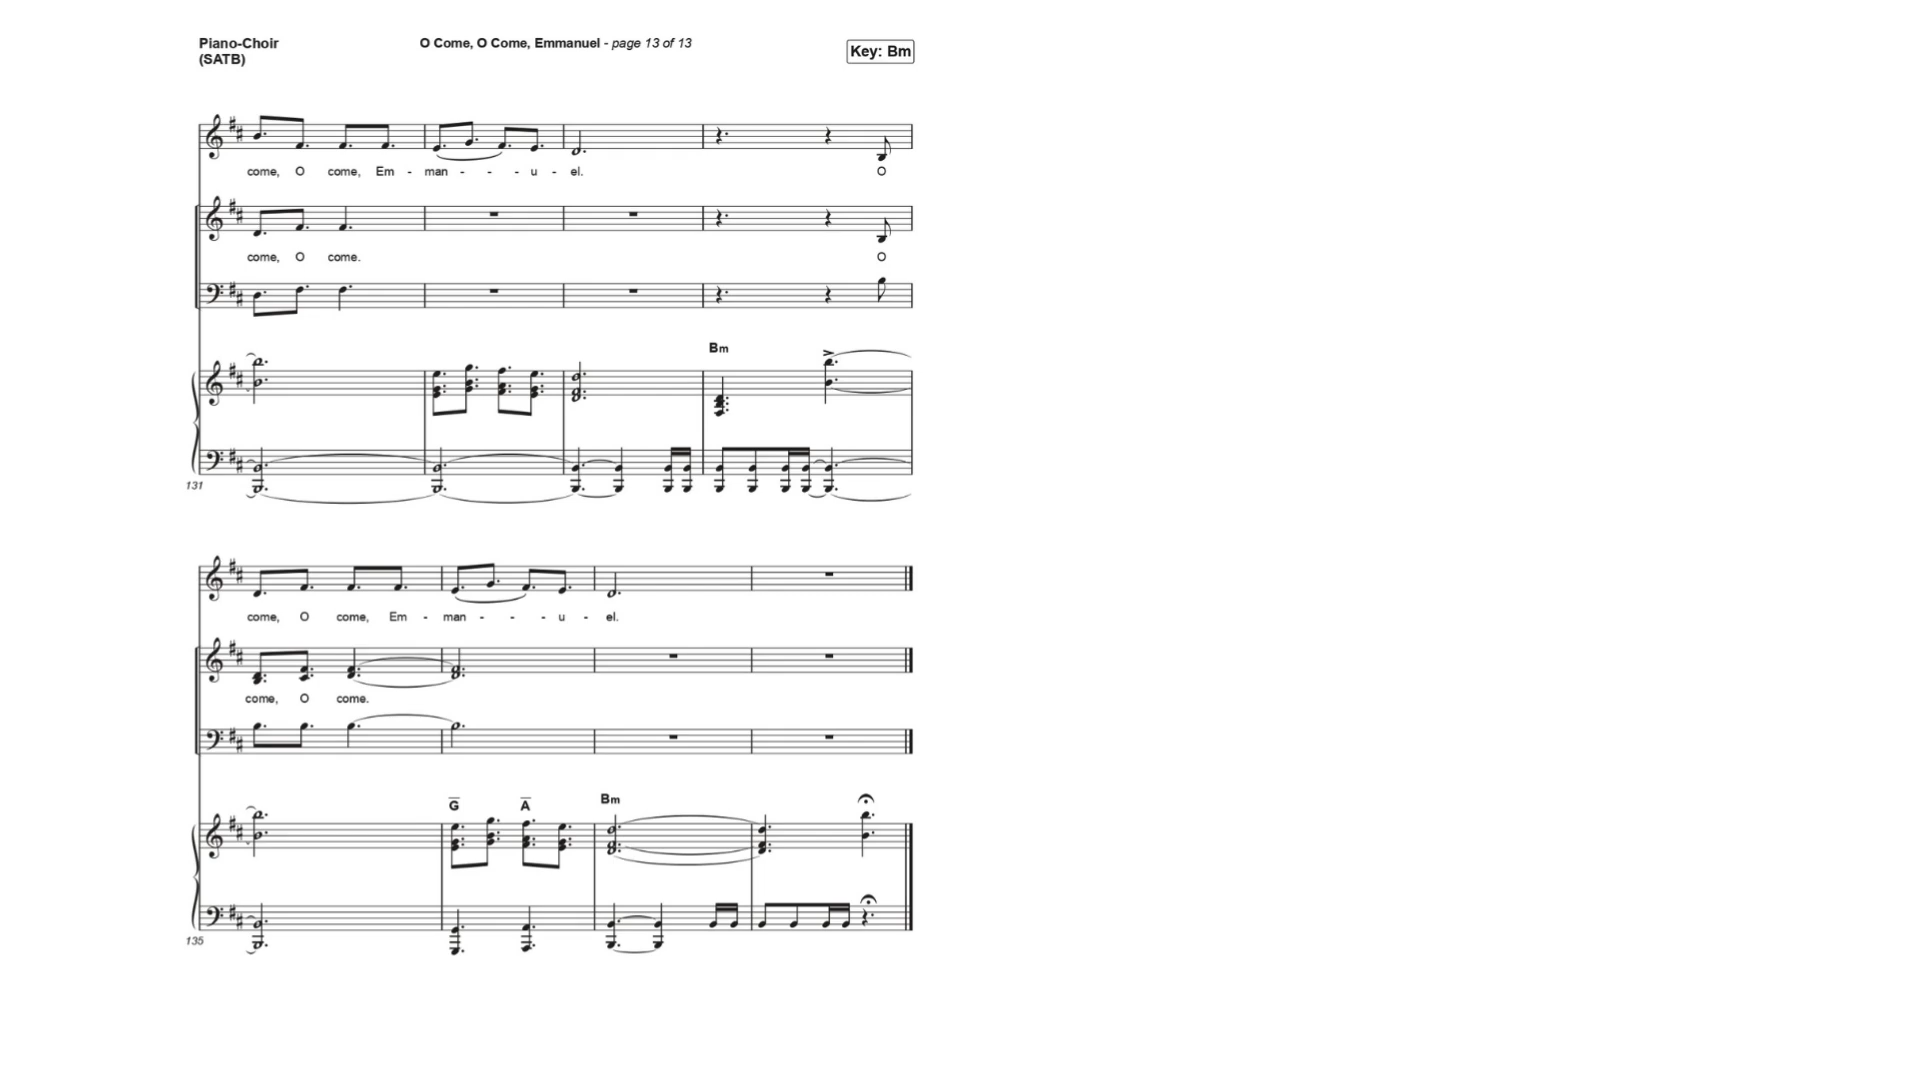 Piano-Choir
(SATB)
O Come, O Come, Emmanuel - page 13 of 13
Key: Bm
come, O come, Em - man - - - u - el. O
come, O come. O
Bm
131
come, O come, Em - man - - - u - el.
come, O come.
G A Bm
135